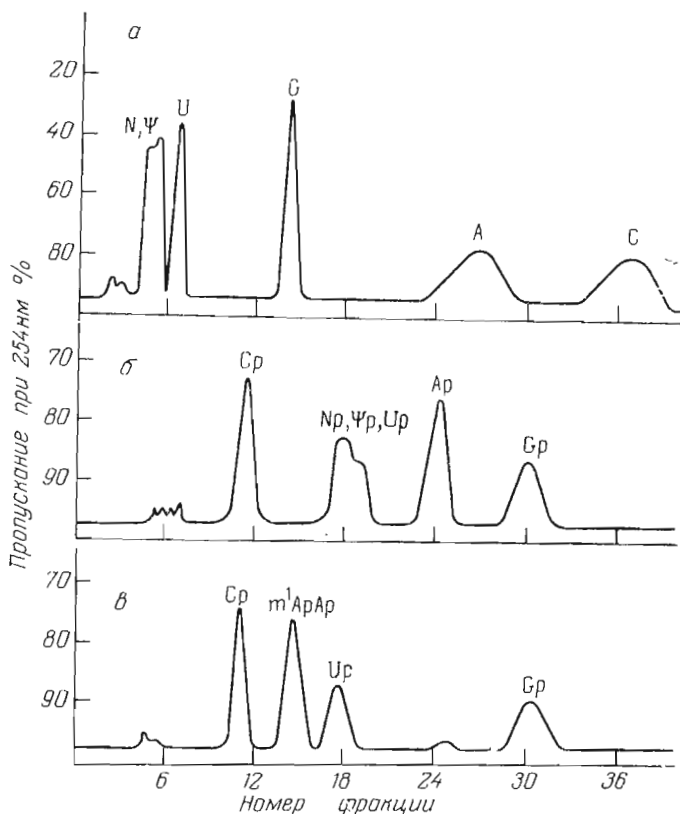 Пропускание при 254нм %
а
20
40
60
80
N,Ψ
U
G
A
C
б
70
80
90
Cp
Np,Ψp,Up
Ap
Gp
в
70
80
90
Cp
m¹ApAp
Up
Gp
6 12 18 24 30 36
Номер фракции